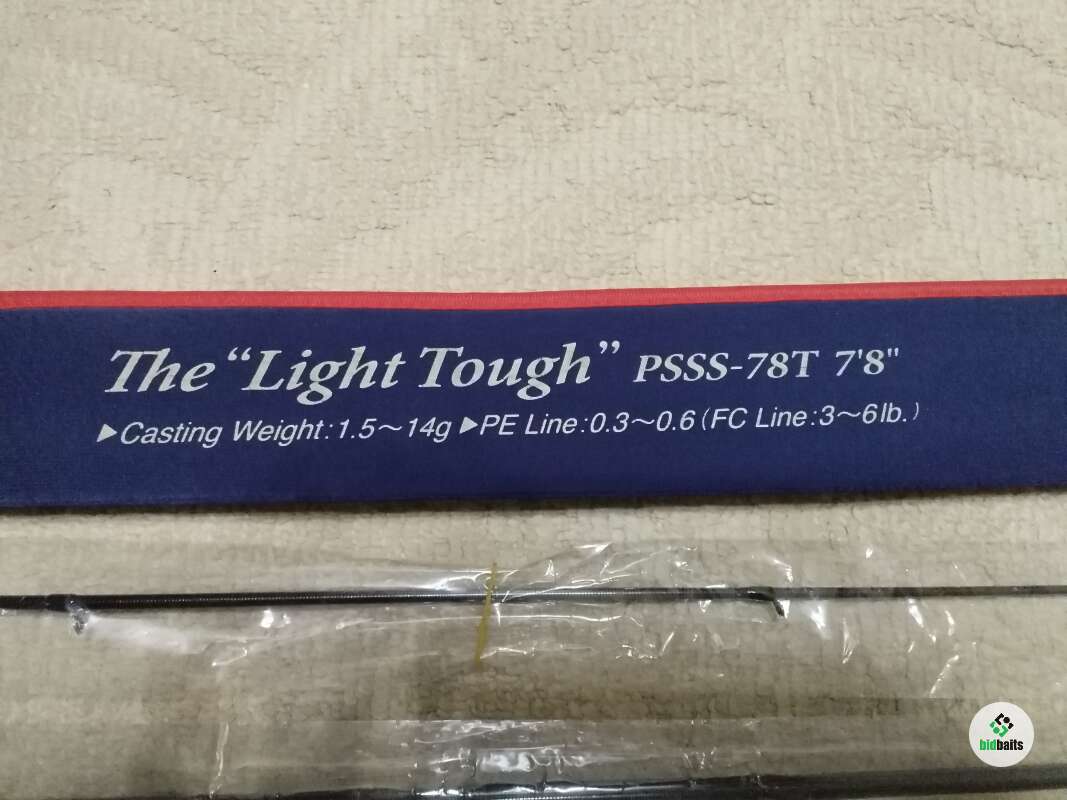 The “Light Tough” PSSS-78T 7'8"
▶Casting Weight:1.5～14g ▶PE Line:0.3～0.6(FC Line:3～6lb.)
bidbaits